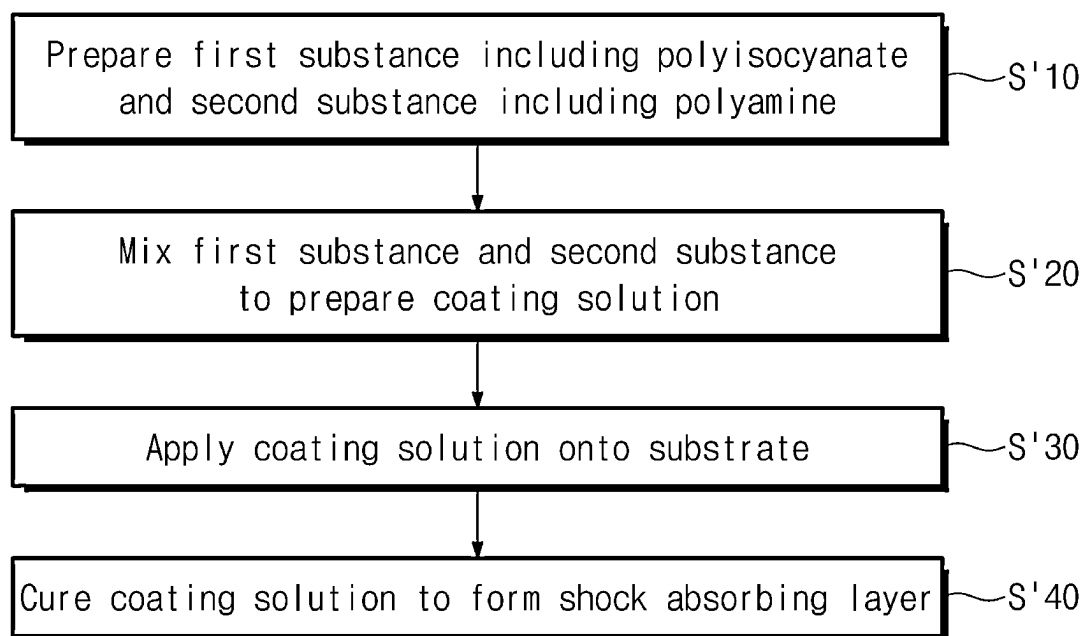 Prepare first substance including polyisocyanate
and second substance including polyamine
S'10
Mix first substance and second substance
to prepare coating solution
S'20
Apply coating solution onto substrate
S'30
Cure coating solution to form shock absorbing layer
S'40